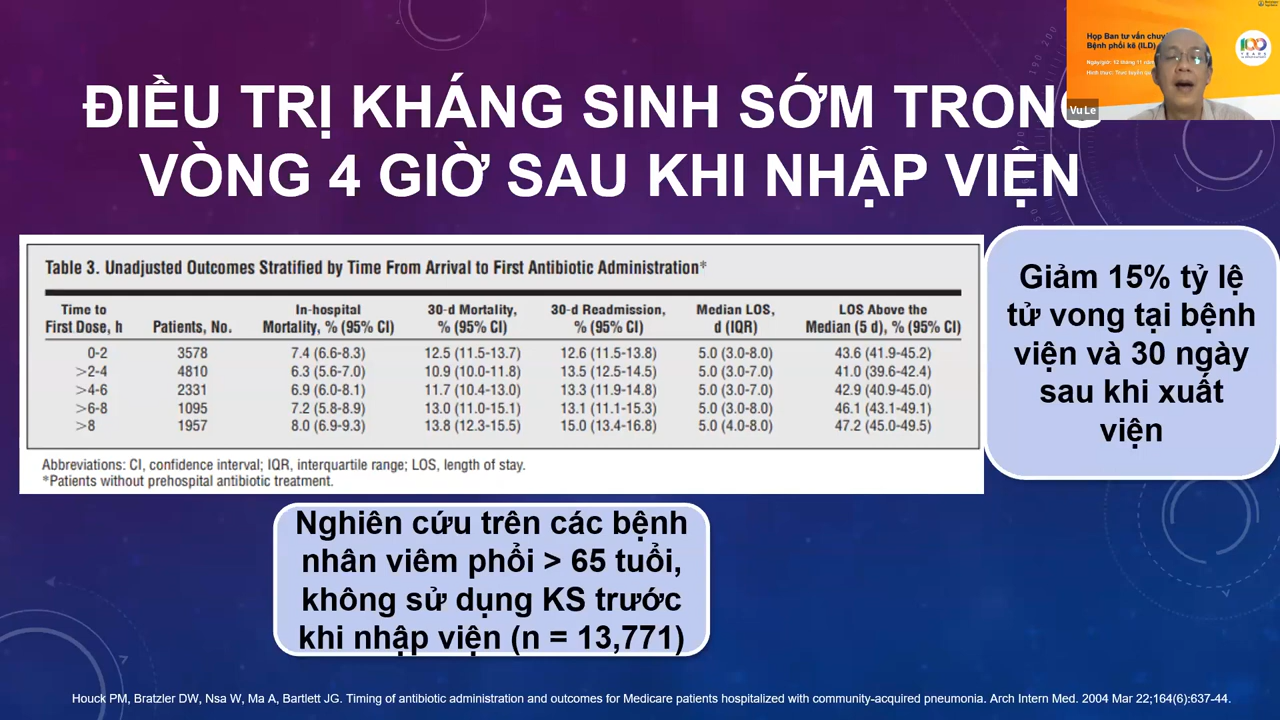 ĐIỀU TRỊ KHÁNG SINH SỚM TRONG
VÒNG 4 GIỜ SAU KHI NHẬP VIỆN
Họp Ban tư vấn
Bệnh phổi kẽ (ILD)
100
YEARS
Vu Le
Table 3. Unadjusted Outcomes Stratified by Time From Arrival to First Antibiotic Administration*
Time to First Dose, h Patients, No. In-hospital Mortality, % (95% CI) 30-d Mortality, % (95% CI) 30-d Readmission, % (95% CI) Median LOS, d (IQR) LOS Above the Median (5 d), % (95% CI)
0-2 3578 7.4 (6.6-8.3) 12.5 (11.5-13.7) 12.6 (11.5-13.8) 5.0 (3.0-8.0) 43.6 (41.9-45.2)
>2-4 4810 6.3 (5.6-7.0) 10.9 (10.0-11.8) 13.5 (12.5-14.5) 5.0 (3.0-7.0) 41.0 (39.6-42.4)
>4-6 2331 6.9 (6.0-8.1) 11.7 (10.4-13.0) 13.3 (11.9-14.8) 5.0 (3.0-7.0) 42.9 (40.9-45.0)
>6-8 1095 7.2 (5.8-8.9) 13.0 (11.0-15.1) 13.1 (11.1-15.3) 5.0 (3.0-8.0) 46.1 (43.1-49.1)
>8 1957 8.0 (6.9-9.3) 13.8 (12.3-15.5) 15.0 (13.4-16.8) 5.0 (4.0-8.0) 47.2 (45.0-49.5)
Abbreviations: CI, confidence interval; IQR, interquartile range; LOS, length of stay.
*Patients without prehospital antibiotic treatment.
Giảm 15% tỷ lệ
tử vong tại bệnh
viện và 30 ngày
sau khi xuất
viện
Nghiên cứu trên các bệnh
nhân viêm phổi > 65 tuổi,
không sử dụng KS trước
khi nhập viện (n = 13,771)
Houck PM, Bratzler DW, Nsa W, Ma A, Bartlett JG. Timing of antibiotic administration and outcomes for Medicare patients hospitalized with community-acquired pneumonia. Arch Intern Med. 2004 Mar 22;164(6):637-44.